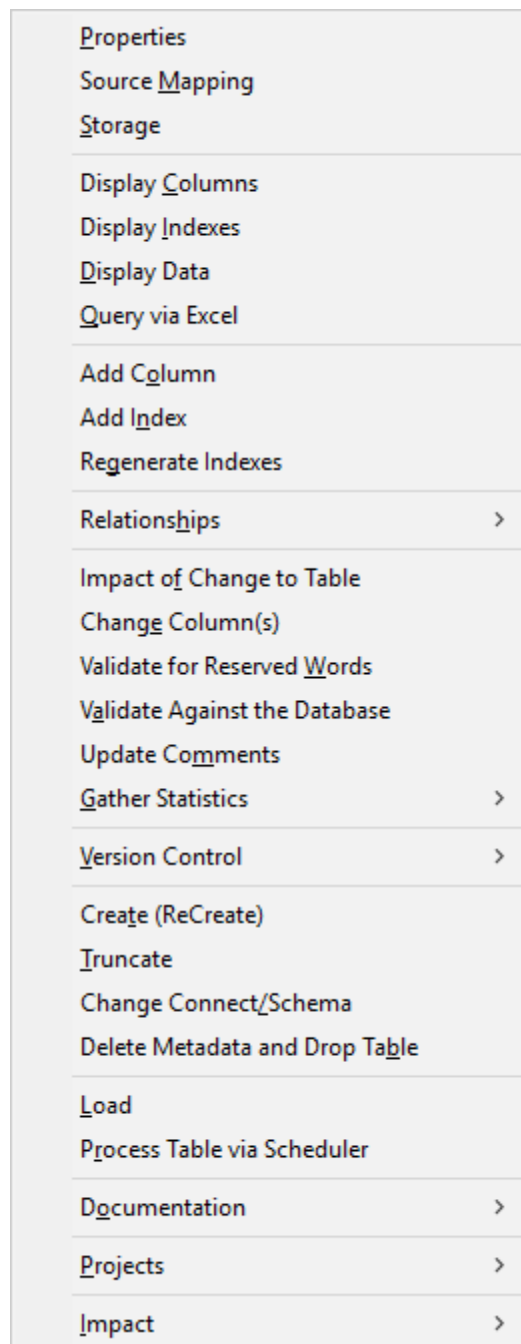 Properties
Source Mapping
Storage
Display Columns
Display Indexes
Display Data
Query via Excel
Add Column
Add Index
Regenerate Indexes
Relationships
Impact of Change to Table
Change Column(s)
Validate for Reserved Words
Validate Against the Database
Update Comments
Gather Statistics
Version Control
Create (ReCreate)
Truncate
Change Connect/Schema
Delete Metadata and Drop Table
Load
Process Table via Scheduler
Documentation
Projects
Impact